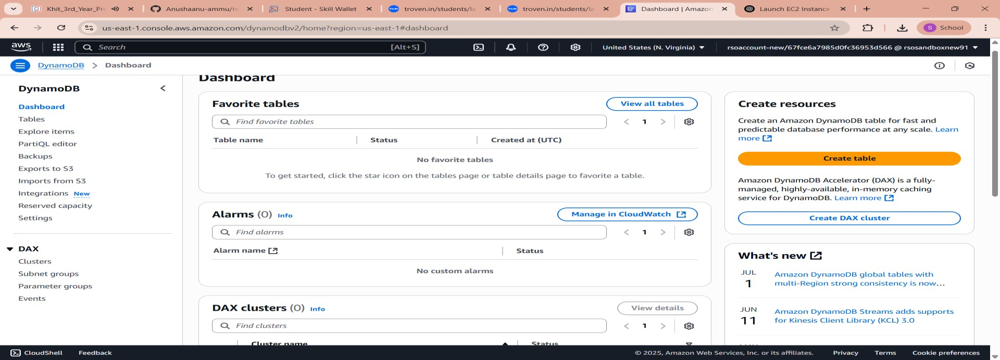 Khit_3rd_Year_Pro
Anushaanu-ammu/n
Student - Skill Wallet
troven.in/students/la
troven.in/students/la
Dashboard | Amazon
Launch EC2 Instance
us-east-1.console.aws.amazon.com/dynamodbv2/home?region=us-east-1#dashboard
S School
aws
Search [Alt+S]
United States (N. Virginia)
rsoaccount-new/67fce6a7985d0fc36953d566 @ rsosandboxnew91
DynamoDB > Dashboard
DynamoDB
Dashboard
Tables
Explore items
PartiQL editor
Backups
Exports to S3
Imports from S3
Integrations New
Reserved capacity
Settings
DAX
Clusters
Subnet groups
Parameter groups
Events
Dashboard
Favorite tables
View all tables
Find favorite tables
1
Table name Status Created at (UTC)
No favorite tables
To get started, click the star icon on the tables page or table details page to favorite a table.
Alarms (0) Info
Manage in CloudWatch
Find alarms
1
Alarm name Status
No custom alarms
DAX clusters (0) Info
View details
Find clusters
1
Cluster name Status
Create resources
Create an Amazon DynamoDB table for fast and
predictable database performance at any scale. Learn
more
Create table
Amazon DynamoDB Accelerator (DAX) is a fully-
managed, highly-available, in-memory caching
service for DynamoDB. Learn more
Create DAX cluster
What's new
JUL
1
Amazon DynamoDB global tables with
multi-Region strong consistency is now...
JUN
11
Amazon DynamoDB Streams adds supports
for Kinesis Client Library (KCL) 3.0
CloudShell Feedback
© 2025, Amazon Web Services, Inc. or its affiliates. Privacy Terms Cookie preferences